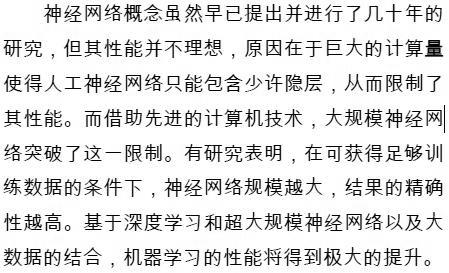 神经网络概念虽然早已提出并进行了几十年的
研究，但其性能并不理想，原因在于巨大的计算量
使得人工神经网络只能包含少许隐层，从而限制了
其性能。而借助先进的计算机技术，大规模神经网
络突破了这一限制。有研究表明，在可获得足够训
练数据的条件下，神经网络规模越大，结果的精确
性越高。基于深度学习和超大规模神经网络以及大
数据的结合，机器学习的性能将得到极大的提升。